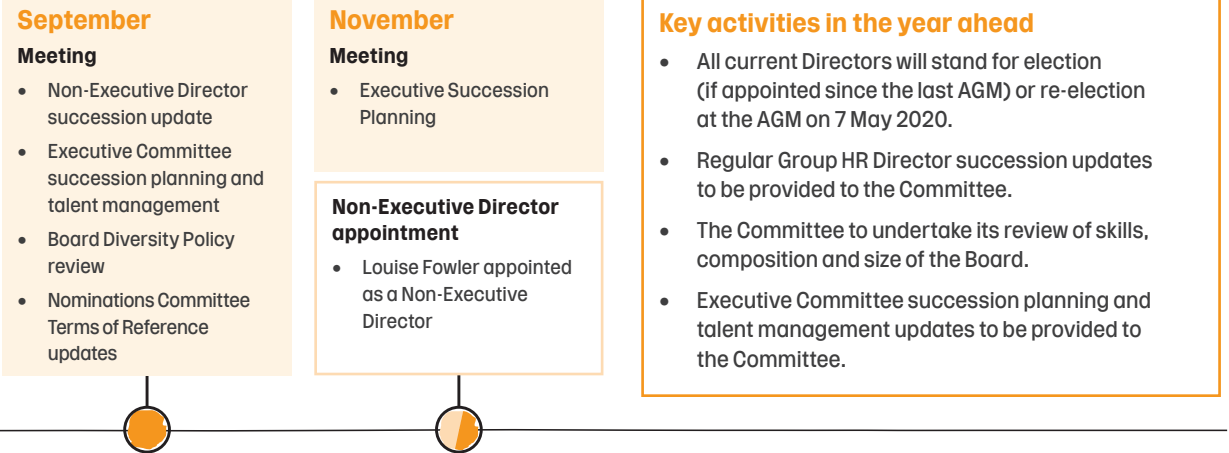 September
Meeting
• Non-Executive Director
succession update
• Executive Committee
succession planning and
talent management
• Board Diversity Policy
review
• Nominations Committee
Terms of Reference
updates
November
Meeting
• Executive Succession
Planning
Non-Executive Director
appointment
• Louise Fowler appointed
as a Non-Executive
Director
Key activities in the year ahead
• All current Directors will stand for election
(if appointed since the last AGM) or re-election
at the AGM on 7 May 2020.
• Regular Group HR Director succession updates
to be provided to the Committee.
• The Committee to undertake its review of skills,
composition and size of the Board.
• Executive Committee succession planning and
talent management updates to be provided to
the Committee.